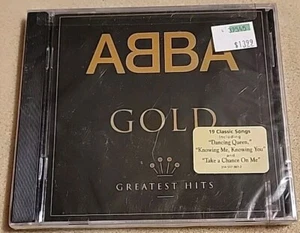 ABBA
$13.99
GOLD
19 Classic Songs
including
"Dancing Queen,"
"Knowing Me, Knowing You"
and
"Take a Chance On Me"
GREATEST HITS